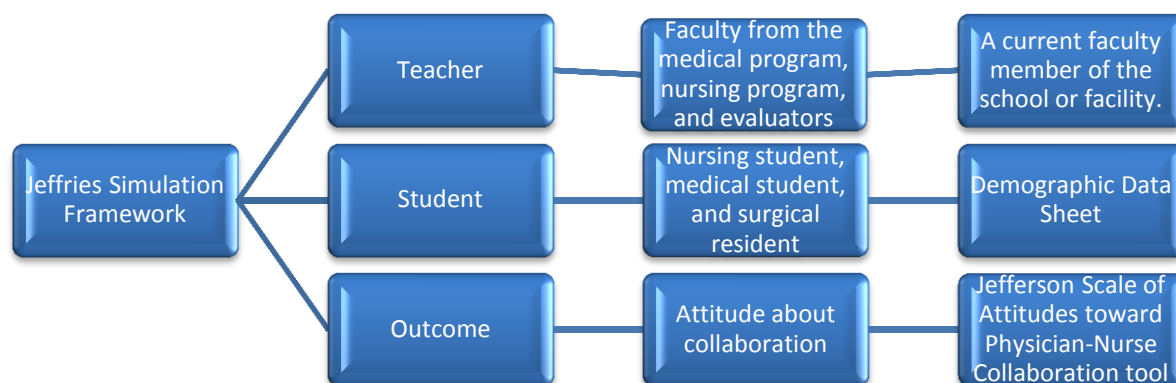 Jeffries Simulation
Framework
Teacher
Faculty from the
medical program,
nursing program,
and evaluators
A current faculty
member of the
school or facility.
Student
Nursing student,
medical student,
and surgical
resident
Demographic Data
Sheet
Outcome
Attitude about
collaboration
Jefferson Scale of
Attitudes toward
Physician-Nurse
Collaboration tool